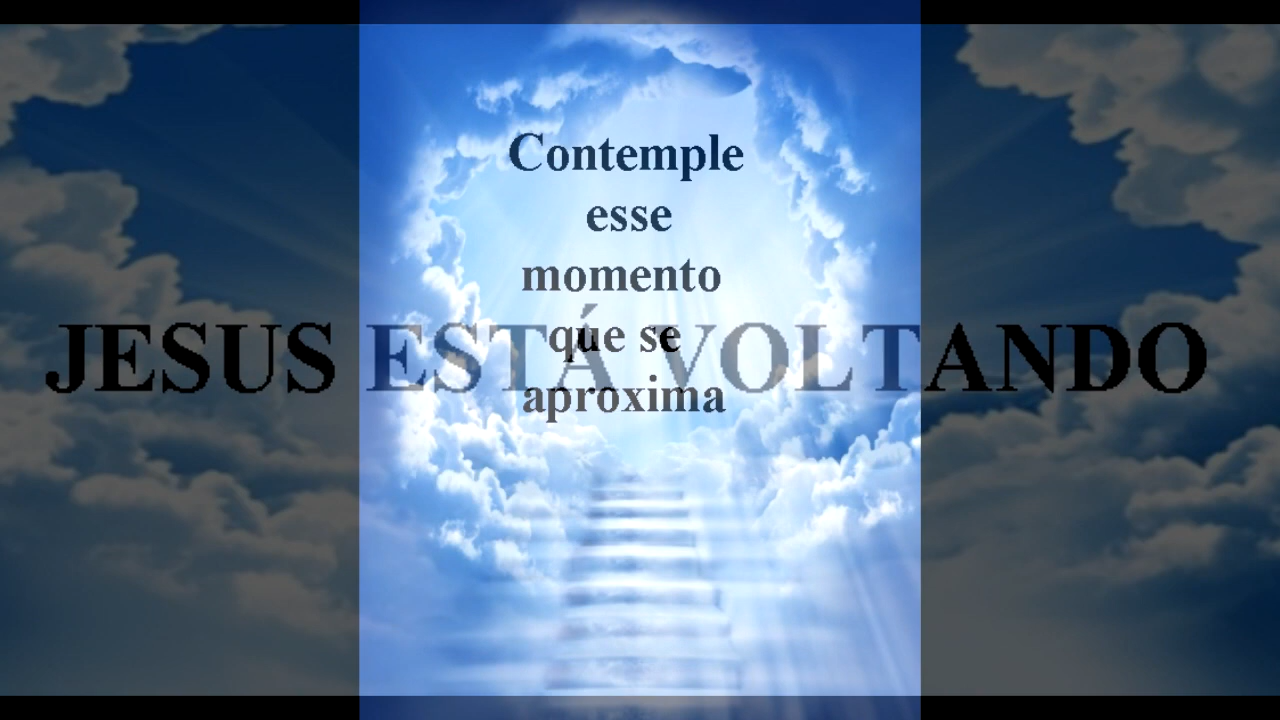 Contemple
esse
momento
que se
aproxima
JESUS ESTÁ VOLTANDO